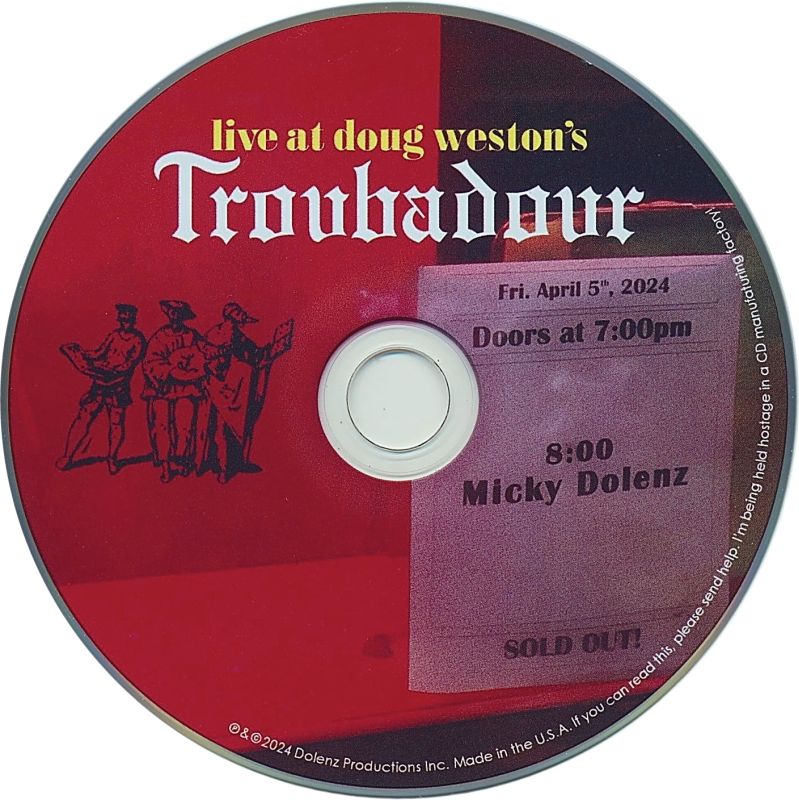 live at doug weston's
Troubadour
Fri. April 5th, 2024
Doors at 7:00pm
8:00
Micky Dolenz
SOLD OUT!
℗&©2024 Dolenz Productions Inc. Made in the U.S.A. If you can read this, please send help. I'm being held hostage in a CD manufaturing factory!